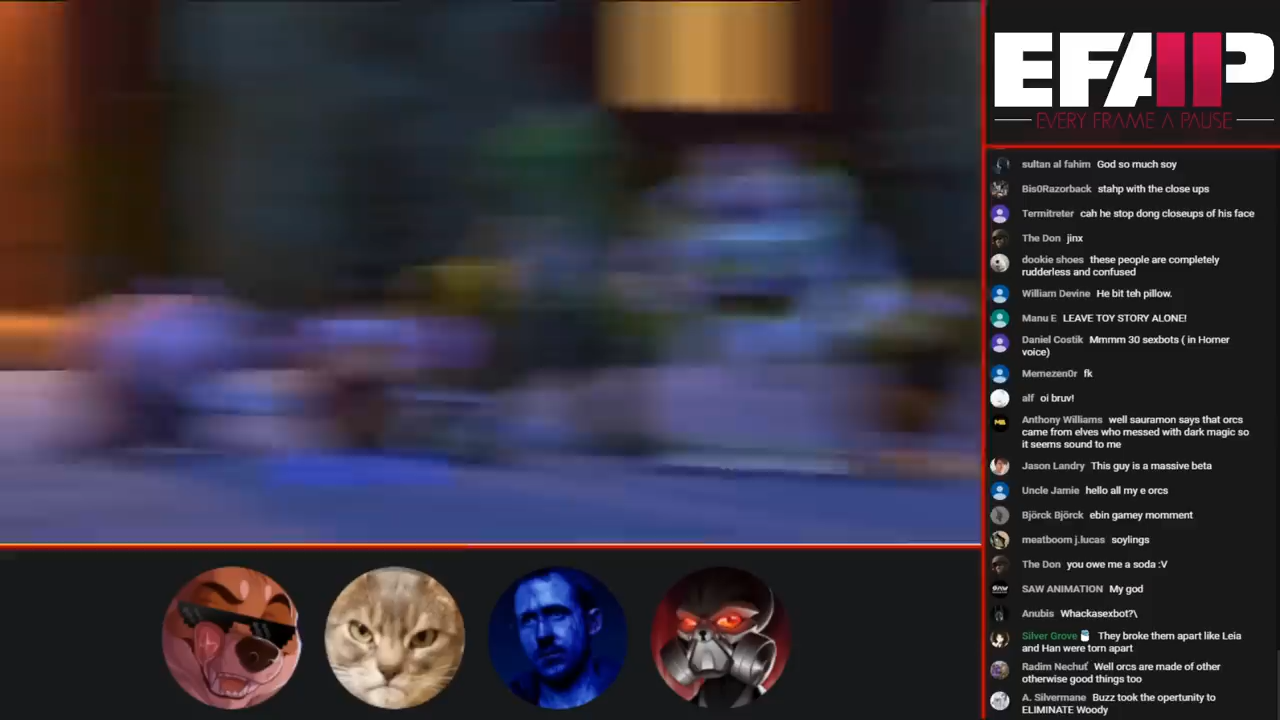 EFAP
EVERY FRAME A PAUSE
sultan al fahim God so much soy
Bis0Razorback stahp with the close ups
Termitreter cah he stop dong closeups of his face
The Don jinx
dookie shoes these people are completely
rudderless and confused
William Devine He bit teh pillow.
Manu E LEAVE TOY STORY ALONE!
Daniel Costik Mmmm 30 sexbots ( in Homer
voice)
Memezen0r fk
alf oi bruv!
Anthony Williams well sauramon says that orcs
came from elves who messed with dark magic so
it seems sound to me
Jason Landry This guy is a massive beta
Uncle Jamie hello all my e orcs
Björck Björck ebin gamey momment
meatboom j.lucas soylings
The Don you owe me a soda :V
SAW ANIMATION My god
Anubis Whackasexbot?\
Silver Grove They broke them apart like Leia
and Han were torn apart
Radim Nechuť Well orcs are made of other
otherwise good things too
A. Silvermane Buzz took the opertunity to
ELIMINATE Woody